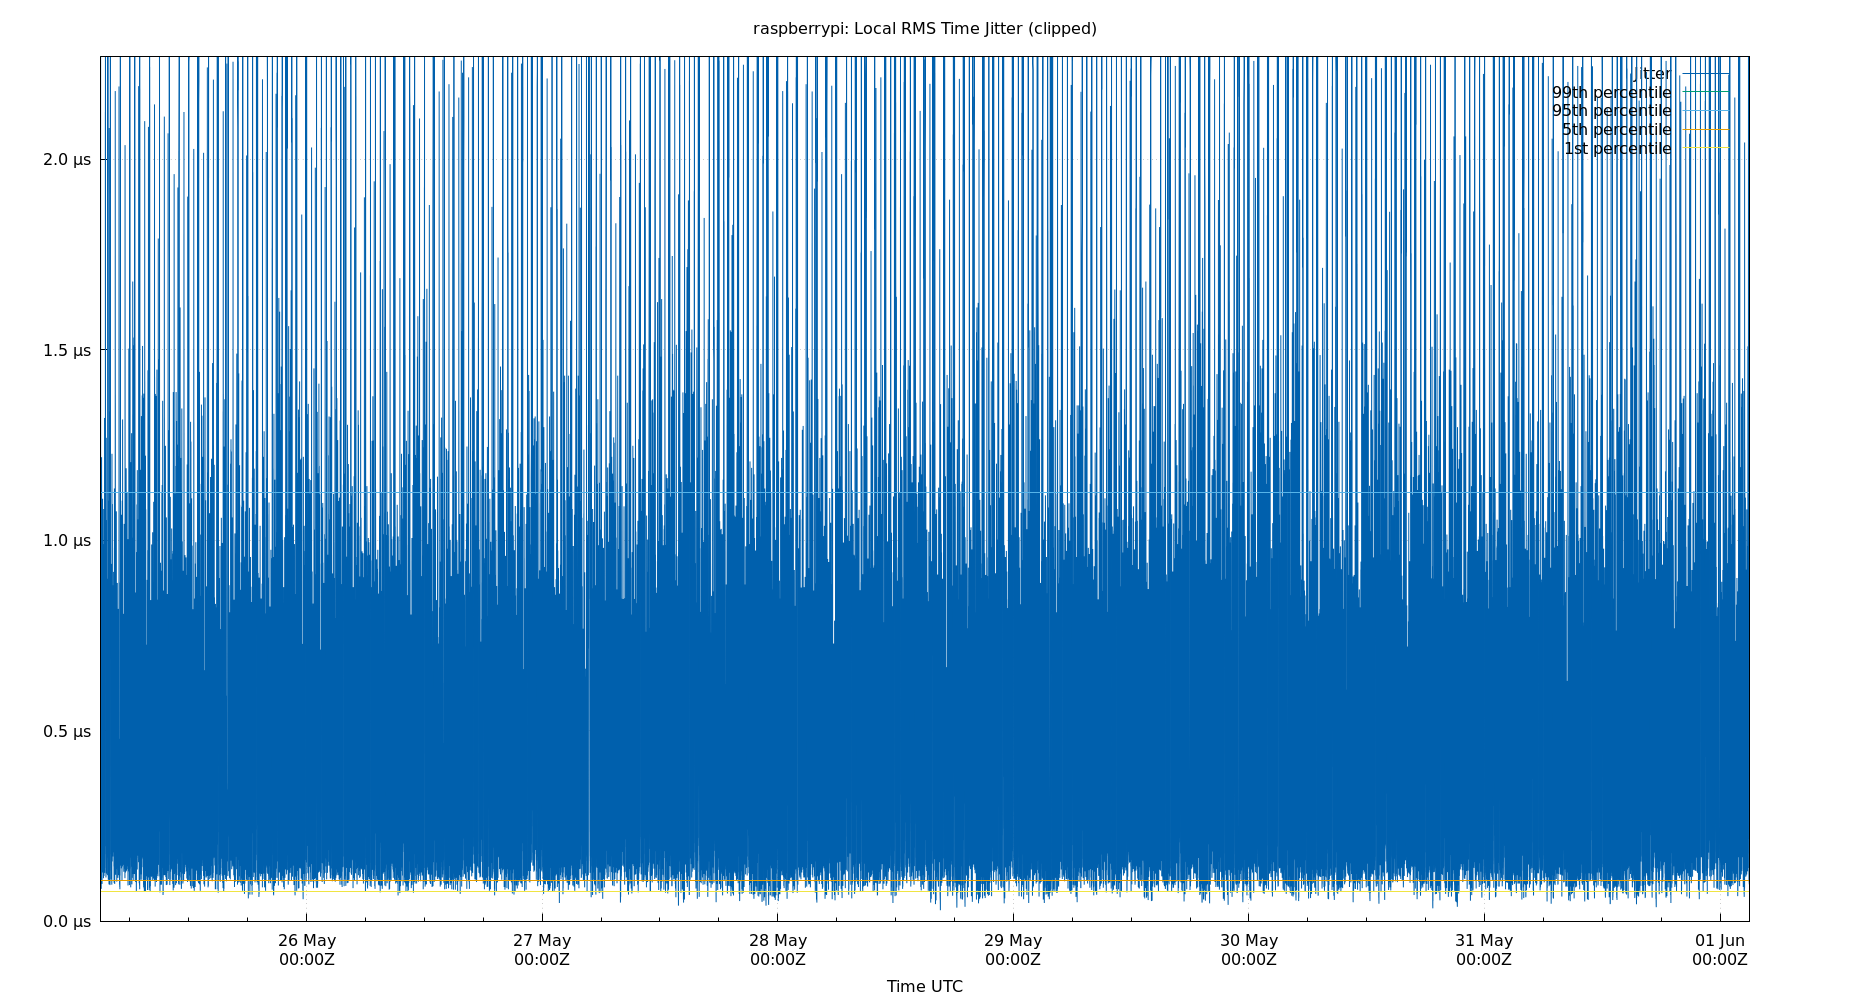 raspberrypi: Local RMS Time Jitter (clipped)
jitter
99th percentile
95th percentile
5th percentile
1st percentile
2.0 µs
1.5 µs
1.0 µs
0.5 µs
0.0 µs
26 May 27 May 28 May 29 May 30 May 31 May 01 Jun
00:00Z 00:00Z 00:00Z 00:00Z 00:00Z 00:00Z 00:00Z
Time UTC